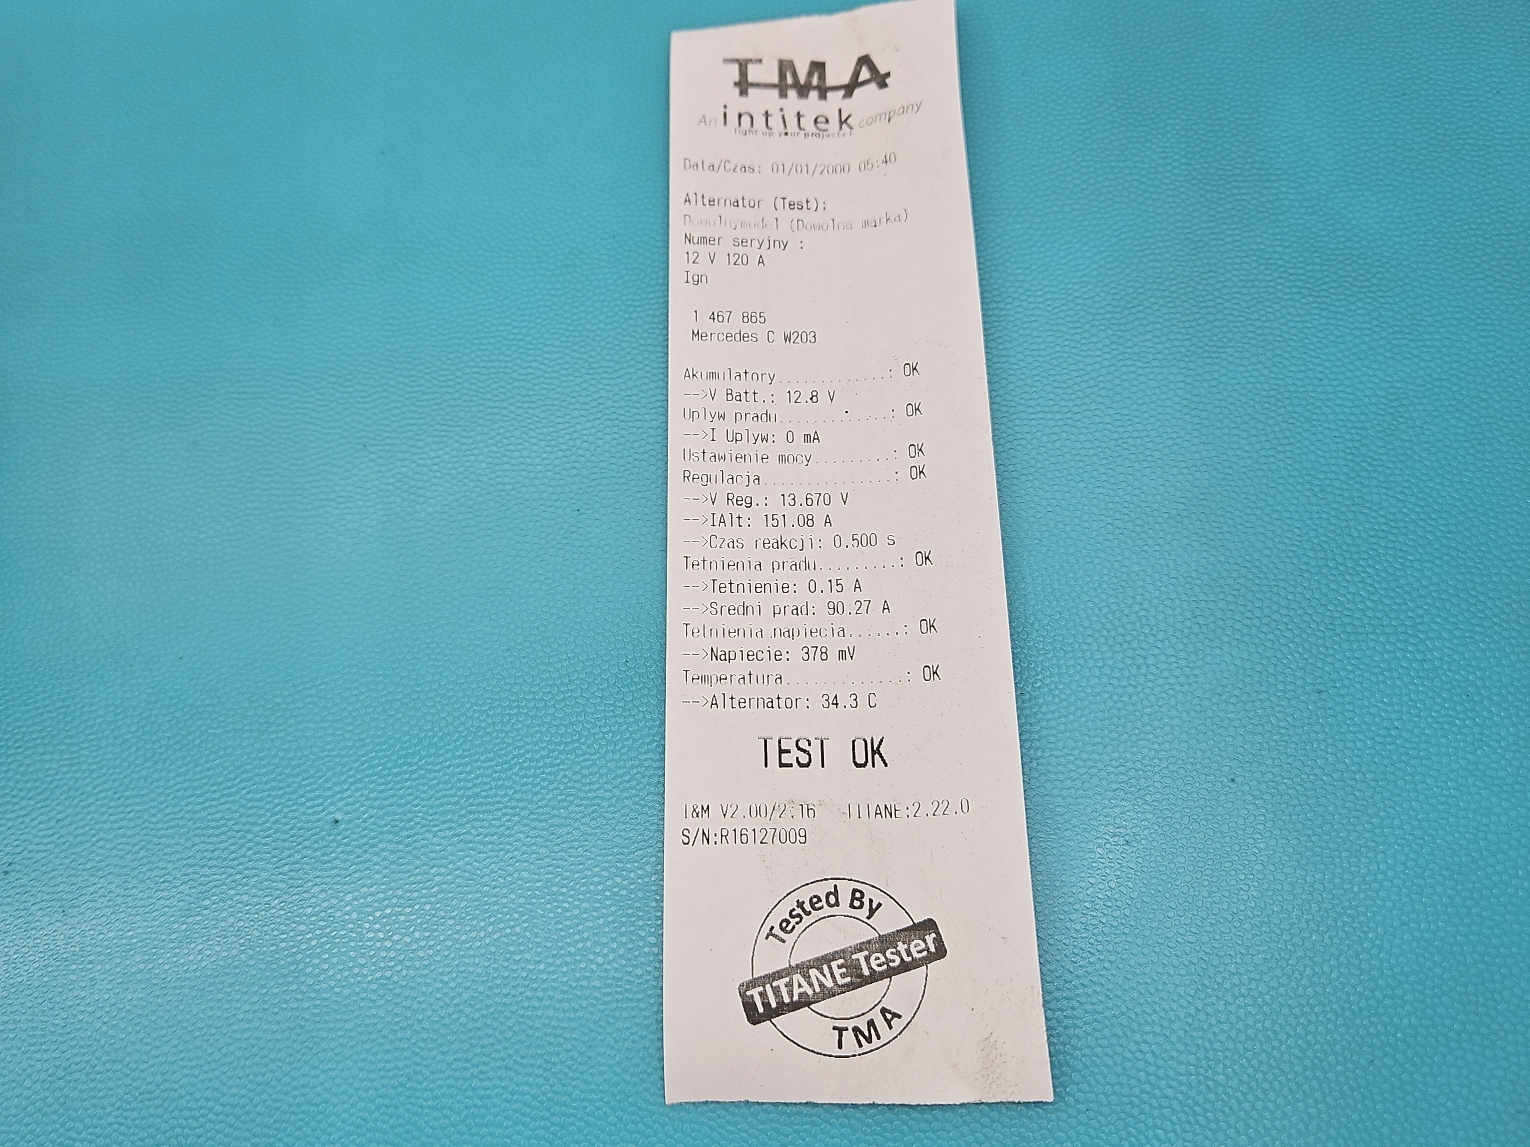 TMA
An intitek company
light up your projects!
Data/Czas: 01/01/2000 05:40
Alternator (Test):
Dowolnymodel (Dowolna marka)
Numer seryjny :
12 V 120 A
Ign
1 467 865
Mercedes C W203
Akumulatory.............: OK
-->V Batt.: 12.8 V
Uplyw pradu.............: OK
-->I Uplyw: 0 mA
Ustawienie mocy.........: OK
Regulacja...............: OK
-->V Reg.: 13.670 V
-->IAlt: 151.08 A
-->Czas reakcji: 0.500 s
Tetnienia pradu.........: OK
-->Tetnienie: 0.15 A
-->Sredni prad: 90.27 A
Tetnienia napiecia......: OK
-->Napiecie: 378 mV
Temperatura.............: OK
-->Alternator: 34.3 C
TEST OK
I&M V2.00/2.16 TITANE:2.22.0
S/N:R16127009
Tested By
TITANE Tester
TMA